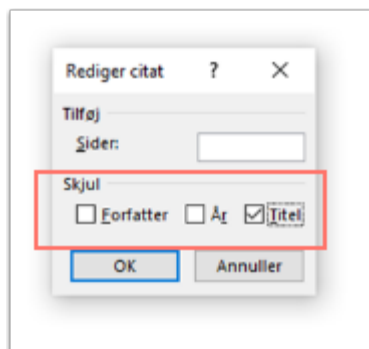 Rediger citat ?
Tilføj
Sider:
Skjul
Forfatter År Titel
OK Annuller